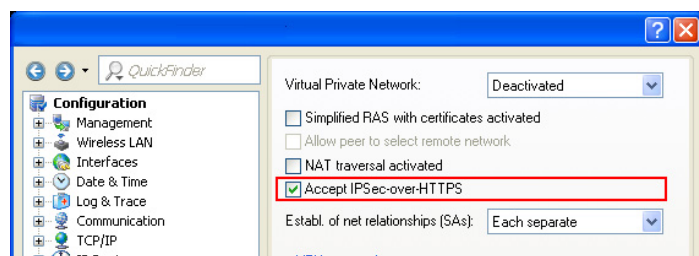 ?
QuickFinder
Configuration
Management
Wireless LAN
Interfaces
Date & Time
Log & Trace
Communication
TCP/IP
Virtual Private Network: Deactivated
Simplified RAS with certificates activated
Allow peer to select remote network
NAT traversal activated
Accept IPSec-over-HTTPS
Establ. of net relationships (SAs): Each separate